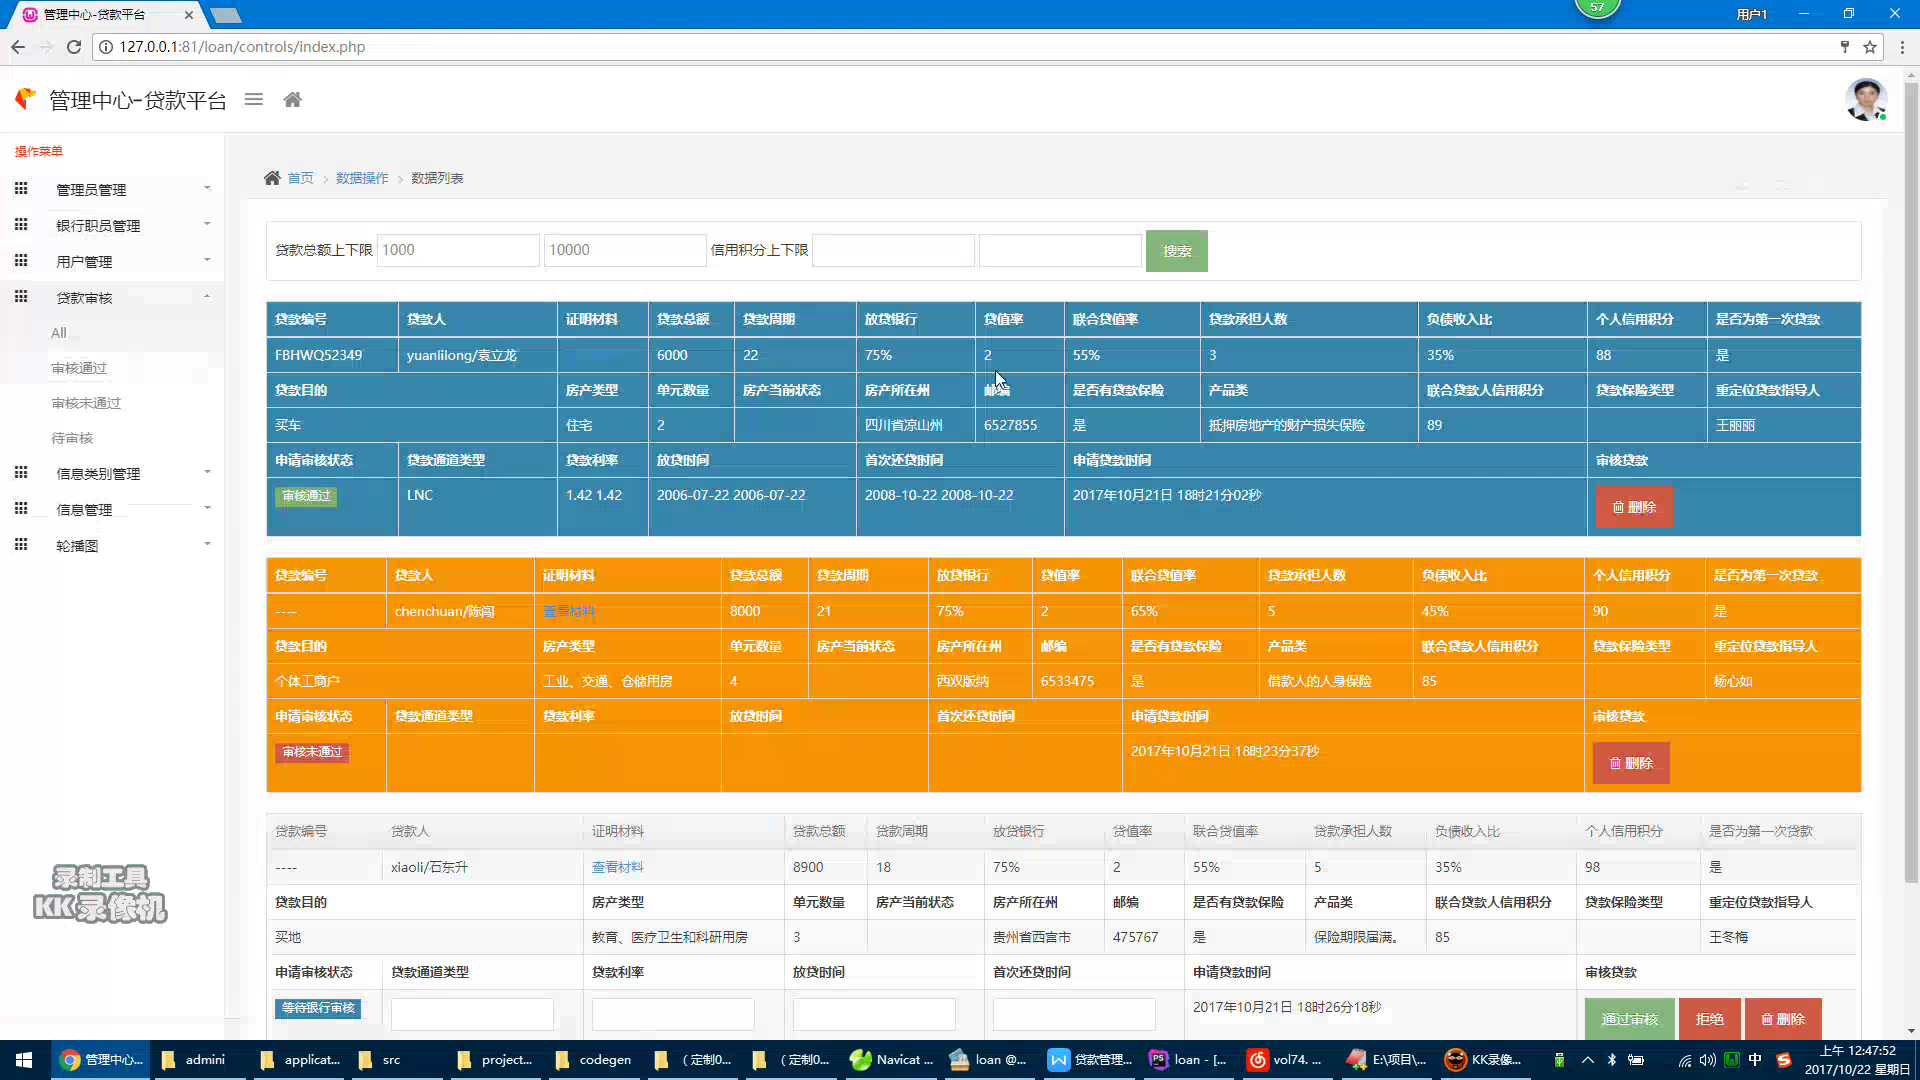 管理中心-贷款平台
57
用户1
127.0.0.1:81/loan/controls/index.php
管理中心-贷款平台
操作菜单
管理员管理
银行职员管理
用户管理
贷款审核
All
审核通过
审核未通过
待审核
信息类别管理
信息管理
轮播图
录制工具
KK录像机
首页 > 数据操作 > 数据列表
贷款总额上下限 1000 10000 信用积分上下限 搜索
贷款编号 贷款人 证明材料 贷款总额 贷款周期 放贷银行 贷值率 联合贷值率 贷款承担人数 负债收入比 个人信用积分 是否为第一次贷款
FBHWQ52349 yuanlilong/袁立龙 6000 22 75% 2 55% 3 35% 88 是
贷款目的 房产类型 单元数量 房产当前状态 房产所在州 邮编 是否有贷款保险 产品类 联合贷款人信用积分 贷款保险类型 重定位贷款指导人
买车 住宅 2 四川省凉山州 6527855 是 抵押房地产的财产损失保险 89 王丽丽
申请审核状态 贷款通道类型 贷款利率 放贷时间 首次还贷时间 申请贷款时间 审核贷款
审核通过 LNC 1.42 1.42 2006-07-22 2006-07-22 2008-10-22 2008-10-22 2017年10月21日 18时21分02秒 删除
贷款编号 贷款人 证明材料 贷款总额 贷款周期 放贷银行 贷值率 联合贷值率 贷款承担人数 负债收入比 个人信用积分 是否为第一次贷款
---- chenchuan/陈闯 查看材料 8000 21 75% 2 65% 5 45% 90 是
贷款目的 房产类型 单元数量 房产当前状态 房产所在州 邮编 是否有贷款保险 产品类 联合贷款人信用积分 贷款保险类型 重定位贷款指导人
个体工商户 工业、交通、仓储用房 4 西双版纳 6533475 是 借款人的人身保险 85 杨心如
申请审核状态 贷款通道类型 贷款利率 放贷时间 首次还贷时间 申请贷款时间 审核贷款
审核未通过 2017年10月21日 18时23分37秒 删除
贷款编号 贷款人 证明材料 贷款总额 贷款周期 放贷银行 贷值率 联合贷值率 贷款承担人数 负债收入比 个人信用积分 是否为第一次贷款
---- xiaoli/石东升 查看材料 8900 18 75% 2 55% 5 35% 98 是
贷款目的 房产类型 单元数量 房产当前状态 房产所在州 邮编 是否有贷款保险 产品类 联合贷款人信用积分 贷款保险类型 重定位贷款指导人
买地 教育、医疗卫生和科研用房 3 贵州省西宫市 475767 是 保险期限届满。 85 王冬梅
申请审核状态 贷款通道类型 贷款利率 放贷时间 首次还贷时间 申请贷款时间 审核贷款
等待银行审核 2017年10月21日 18时26分18秒 通过审核 拒绝 删除
管理中心... admini applicat... src project... codegen （定制0... （定制0... Navicat ... loan @... 贷款管理... loan - [... vol74. ... E:\项目\... KK录像... 中 上午 12:47:52
2017/10/22 星期日